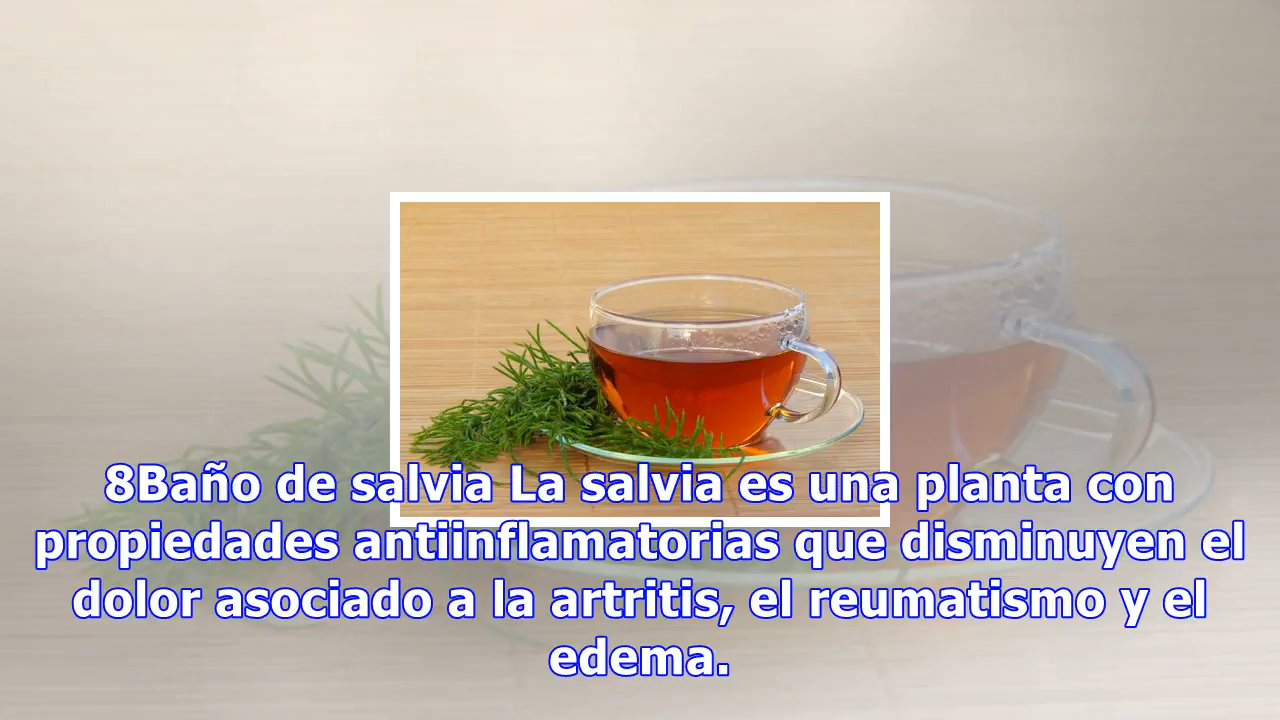 8Baño de salvia La salvia es una planta con
propiedades antiinflamatorias que disminuyen el
dolor asociado a la artritis, el reumatismo y el
edema.